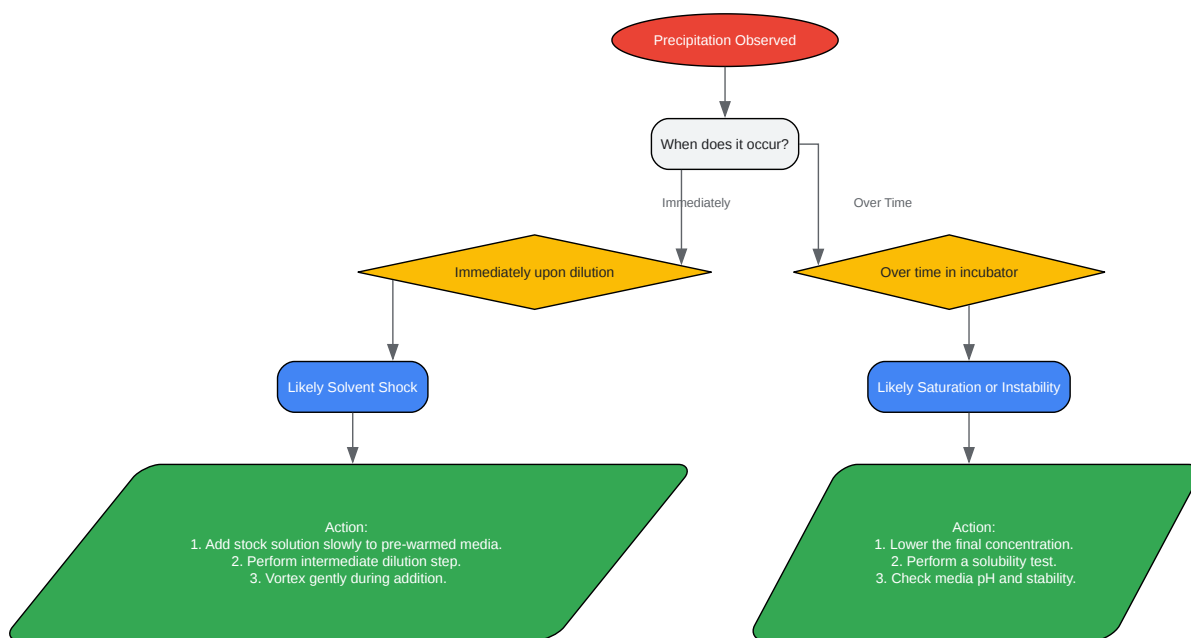 Precipitation Observed
When does it occur?
Immediately
Over Time
Immediately upon dilution
Over time in incubator
Likely Solvent Shock
Likely Saturation or Instability
Action:
1. Add stock solution slowly to pre-warmed media.
2. Perform intermediate dilution step.
3. Vortex gently during addition.
Action:
1. Lower the final concentration.
2. Perform a solubility test.
3. Check media pH and stability.